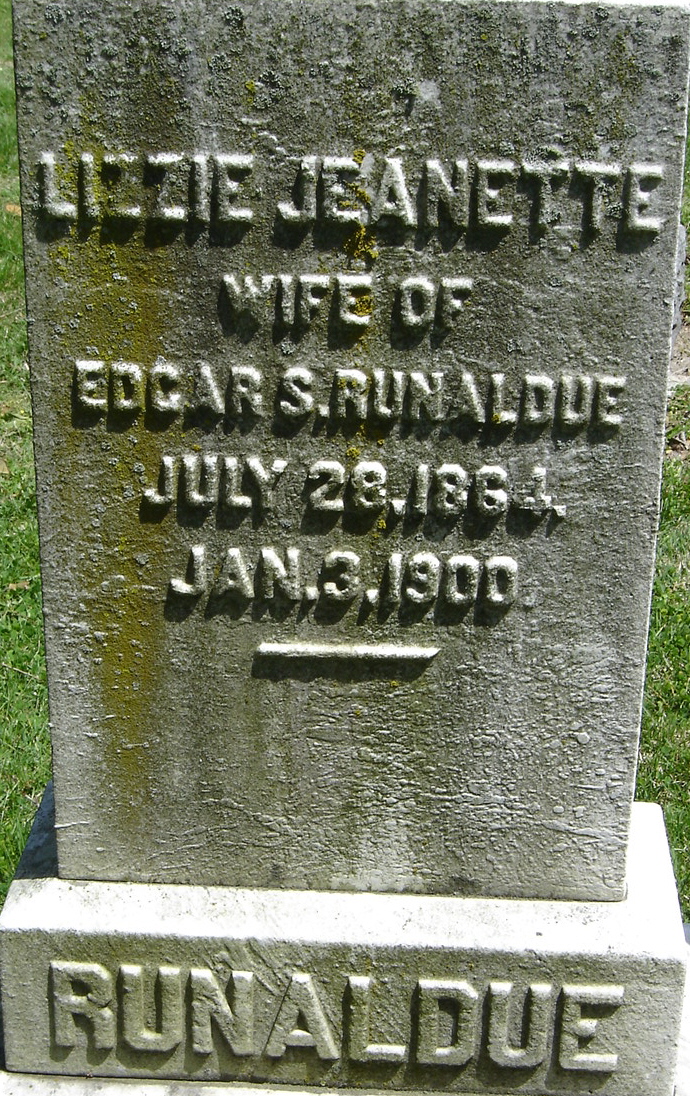 LIZZIE JEANETTE
WIFE OF
EDGAR S. RUNALDUE
JULY 28, 1864.
JAN. 3, 1900.
RUNALDUE